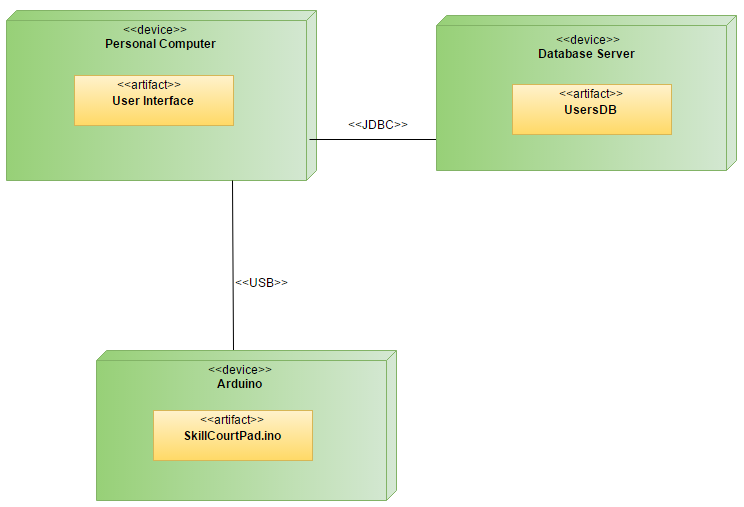 <<device>>
Personal Computer
<<artifact>>
User Interface
<<device>>
Database Server
<<artifact>>
UsersDB
<<JDBC>>
<<USB>>
<<device>>
Arduino
<<artifact>>
SkillCourtPad.ino